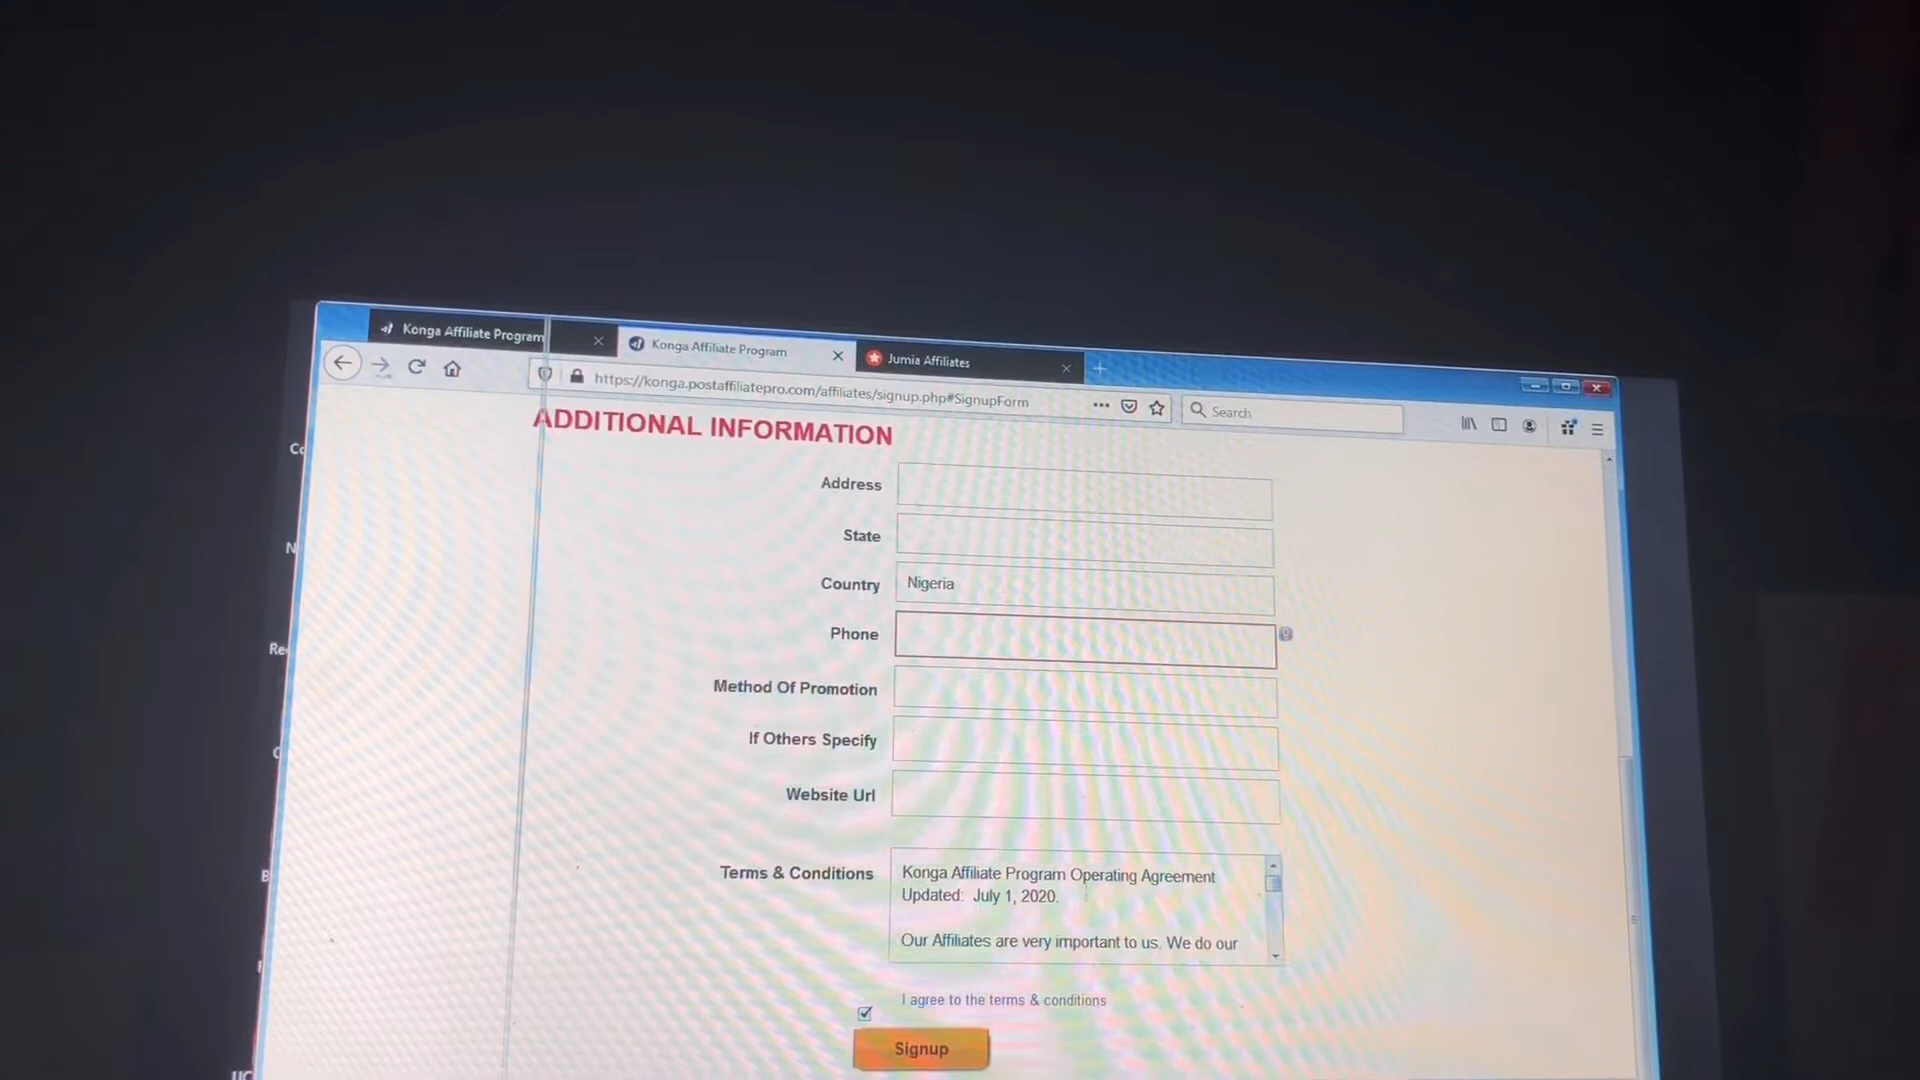 Konga Affiliate Program
Konga Affiliate Program
Jumia Affiliates
https://konga.postaffiliatepro.com/affiliates/signup.php#SignupForm
Search
ADDITIONAL INFORMATION
Address
State
Country
Nigeria
Phone
Method Of Promotion
If Others Specify
Website Url
Terms & Conditions
Konga Affiliate Program Operating Agreement
Updated: July 1, 2020.
Our Affiliates are very important to us. We do our
I agree to the terms & conditions
Signup